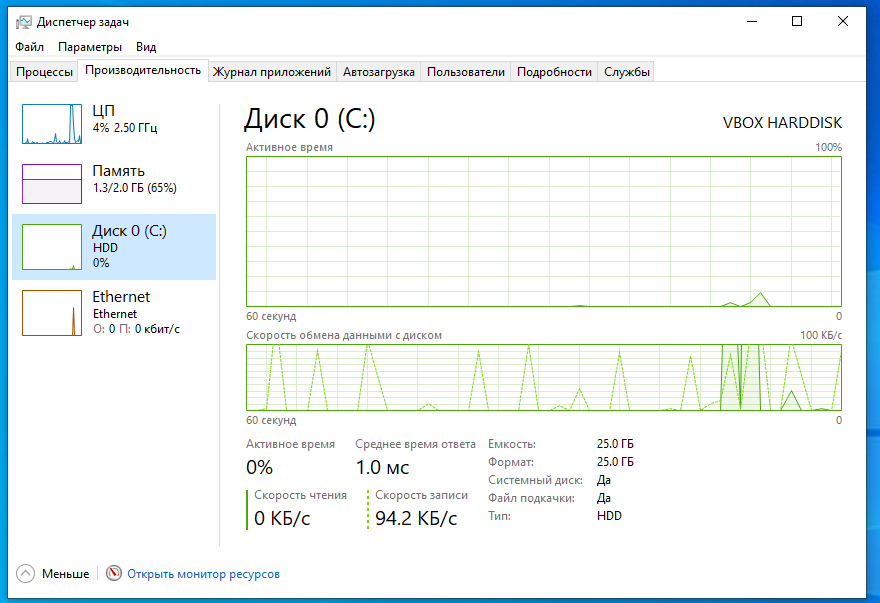 Диспетчер задач
Файл Параметры Вид
Процессы Производительность Журнал приложений Автозагрузка Пользователи Подробности Службы
ЦП
4% 2.50 ГГц
Память
1.3/2.0 ГБ (65%)
Диск 0 (C:)
HDD
0%
Ethernet
Ethernet
О: 0 П: 0 кбит/с
Диск 0 (C:) VBOX HARDDISK
Активное время 100%
60 секунд 0
Скорость обмена данными с диском 100 КБ/с
60 секунд 0
Активное время Среднее время ответа
0% 1.0 мс
Скорость чтения Скорость записи
0 КБ/с 94.2 КБ/с
Емкость: 25.0 ГБ
Формат: 25.0 ГБ
Системный диск: Да
Файл подкачки: Да
Тип: HDD
Меньше Открыть монитор ресурсов